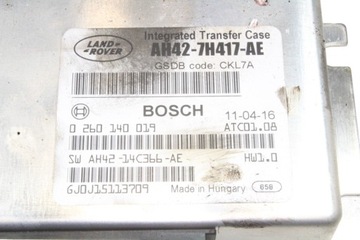 LAND ROVER
Integrated Transfer Case
AH42-7H417-AE
GSDB code: CKL7A
BOSCH 11-04-16
0 260 140 019 ATC01.08
SW AH42-14C366-AE HW1.0
GJ0J15113709 Made in Hungary 656